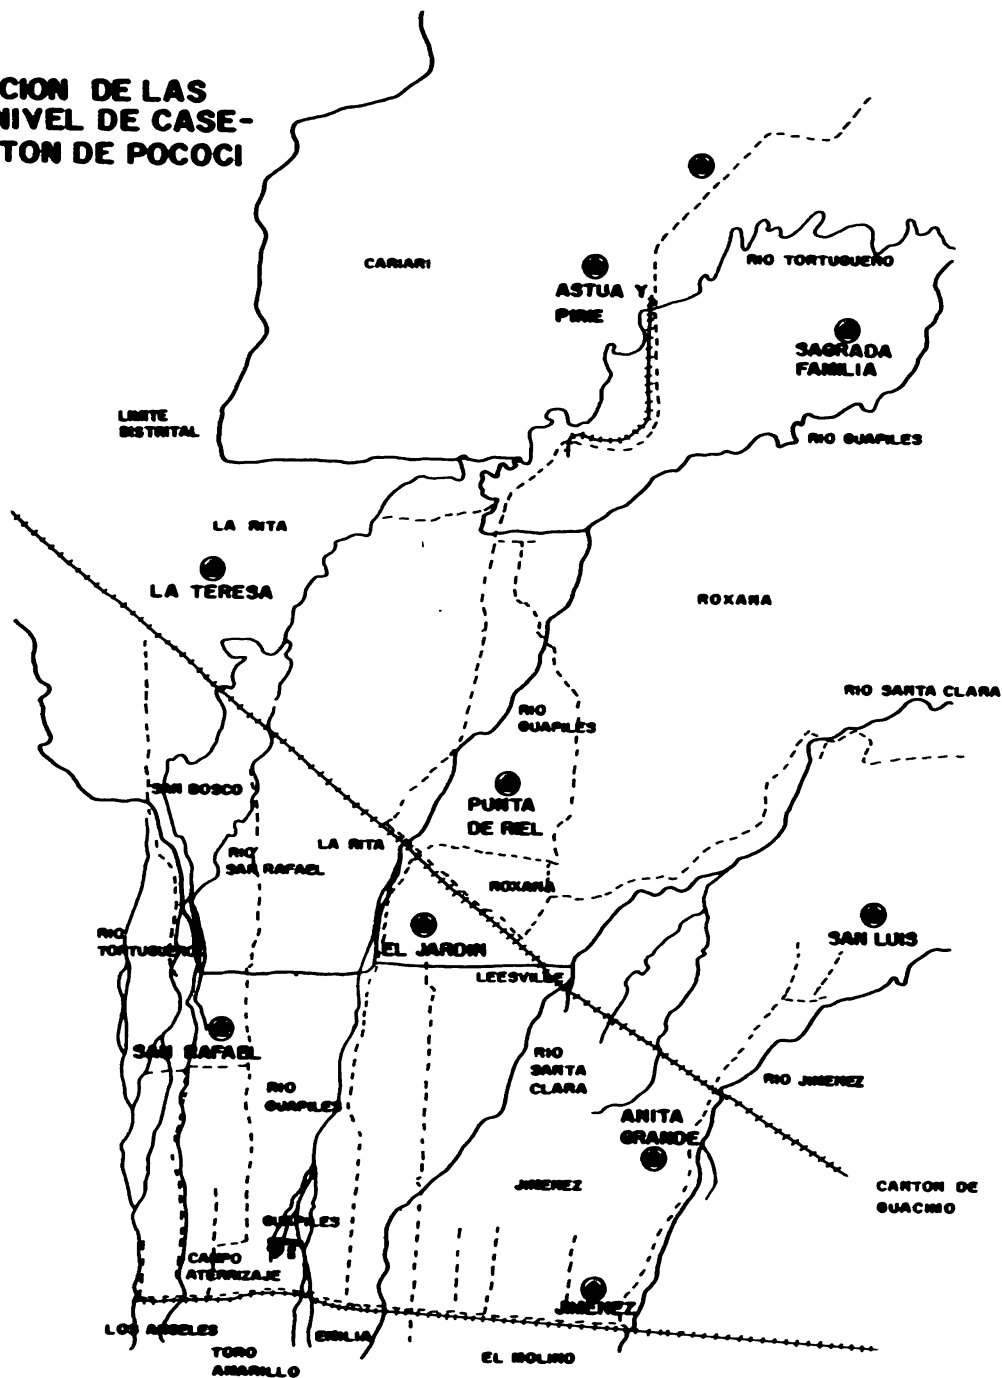 CION DE LAS
NIVEL DE CASE-
TON DE POCOCI
CARIARI
RIO TORTUGUERO
ASTUA Y
PIRIE
SAGRADA
FAMILIA
LIMITE
DISTRITAL
RIO GUAPILES
LA RITA
LA TERESA
ROXANA
RIO SANTA CLARA
RIO
GUAPILES
SAN BOSCO
PUNTA
DE RIEL
LA RITA
RIO
SAN RAFAEL
ROXANA
RIO
TORTUGUERO
EL JARDIN
SAN LUIS
LEESVILLE
SAN RAFAEL
RIO
SANTA
CLARA
RIO JIMENEZ
RIO
GUAPILES
ANITA
GRANDE
JIMENEZ
CANTON DE
GUACIMO
GUAPILES
CAMPO
ATERRIZAJE
JIMENEZ
LOS ANGELES
EMILIA
TORO
AMARILLO
EL MOLINO